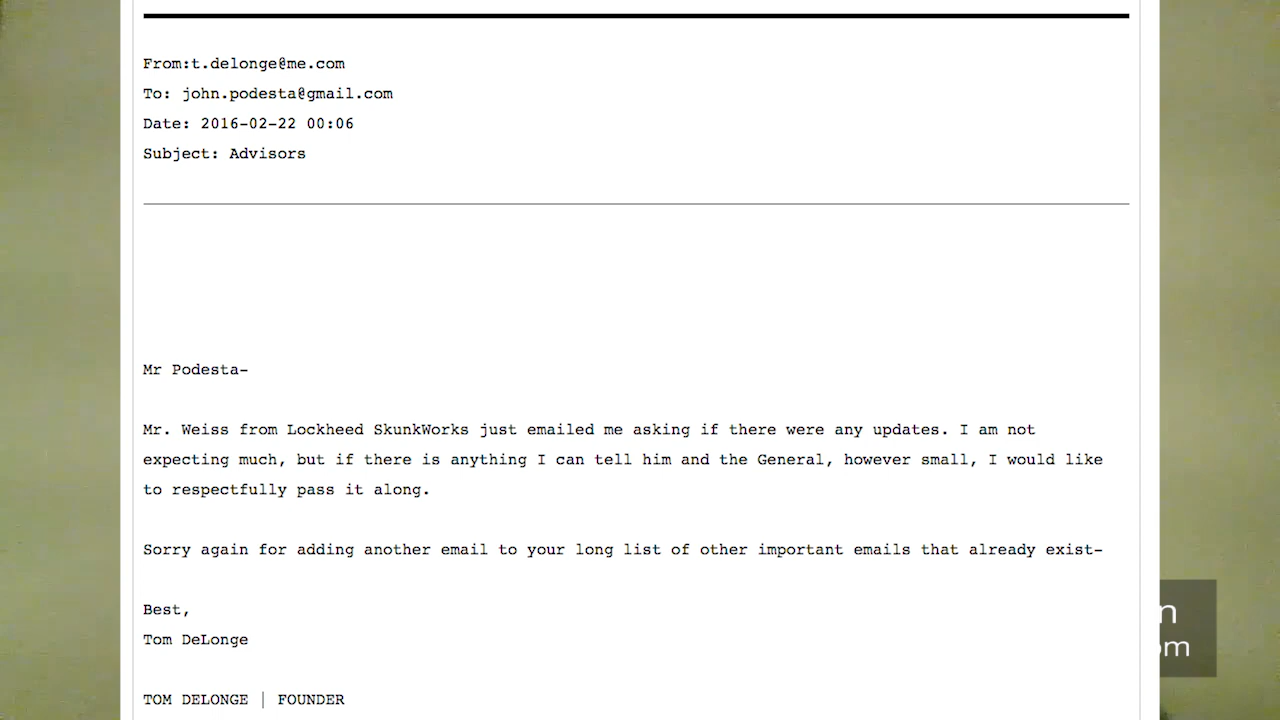 From:t.delonge@me.com
To: john.podesta@gmail.com
Date: 2016-02-22 00:06
Subject: Advisors
Mr Podesta-
Mr. Weiss from Lockheed SkunkWorks just emailed me asking if there were any updates. I am not
expecting much, but if there is anything I can tell him and the General, however small, I would like
to respectfully pass it along.
Sorry again for adding another email to your long list of other important emails that already exist-
Best,
Tom DeLonge
TOM DELONGE | FOUNDER